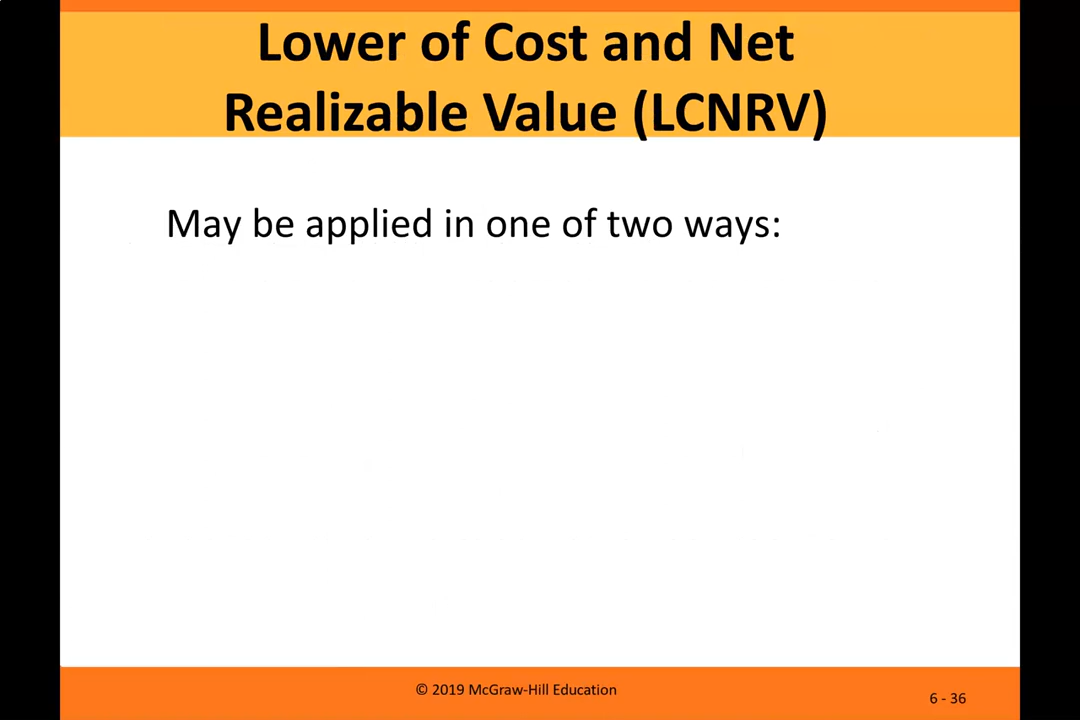 Lower of Cost and Net
Realizable Value (LCNRV)
May be applied in one of two ways:
© 2019 McGraw-Hill Education
6 - 36